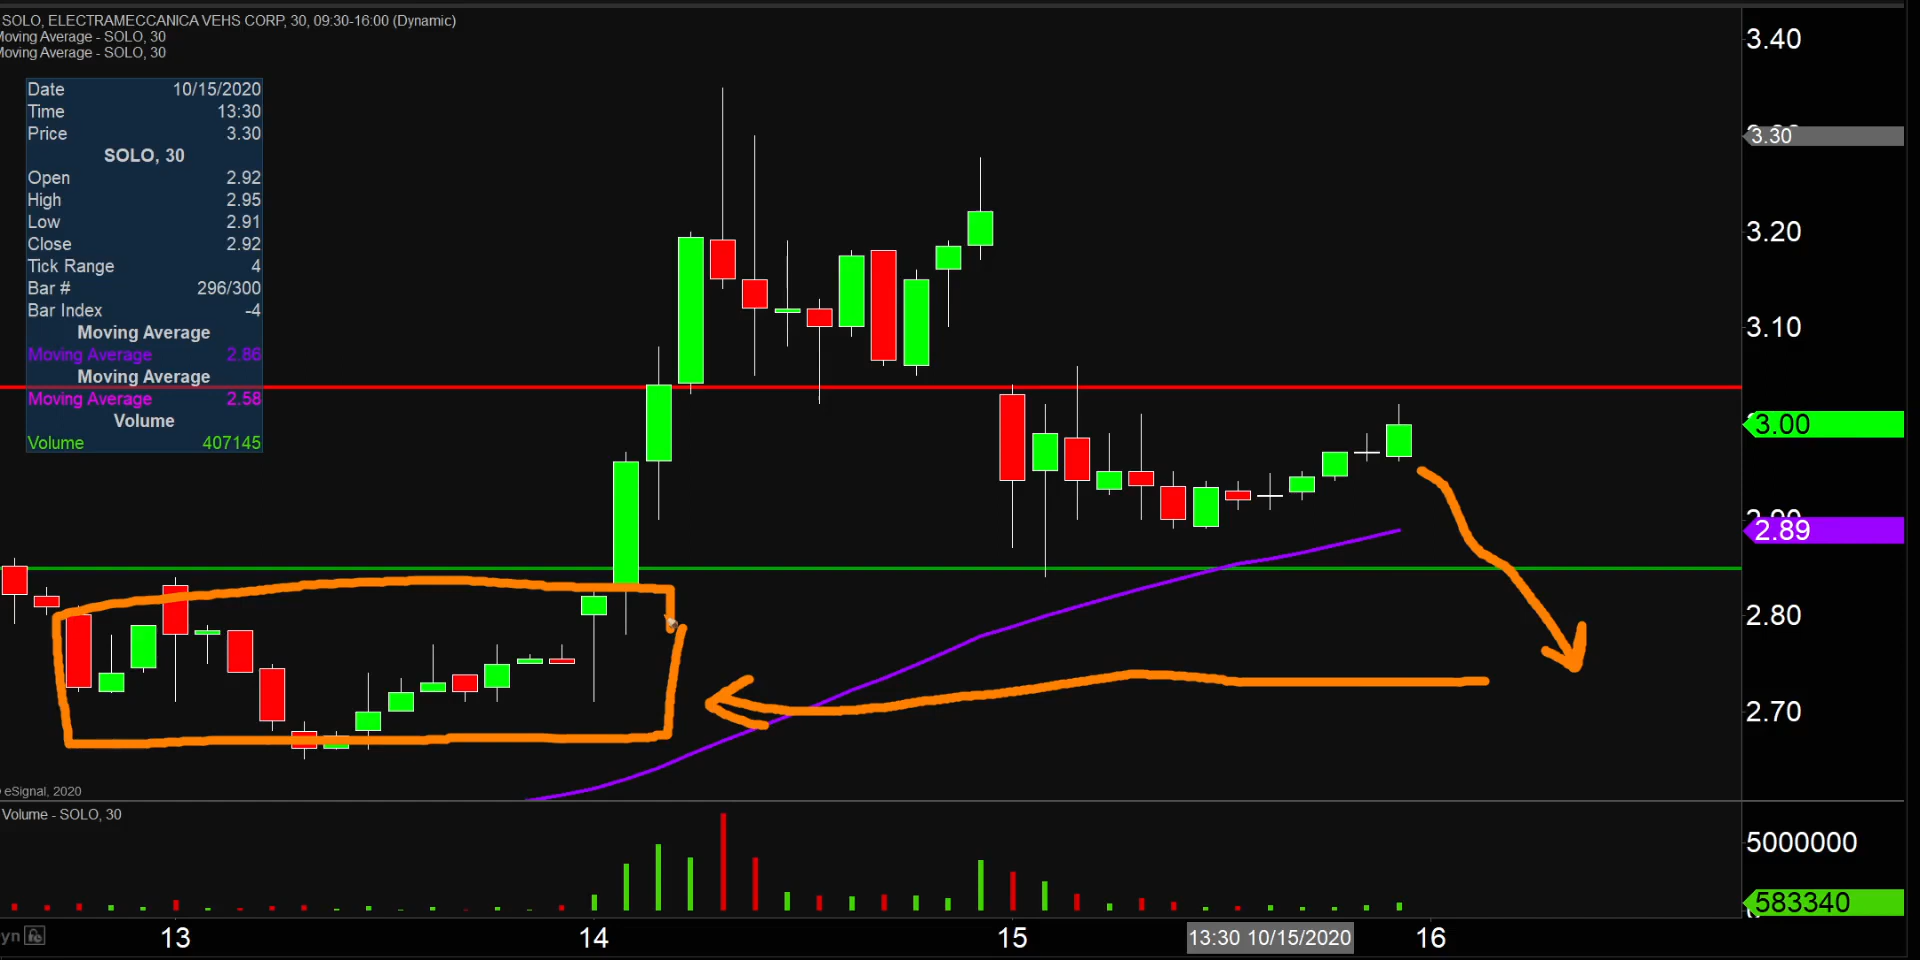 SOLO, ELECTRAMECCANICA VEHS CORP, 30, 09:30-16:00 (Dynamic)
Moving Average - SOLO, 30
Moving Average - SOLO, 30
Date 10/15/2020
Time 13:30
Price 3.30
SOLO, 30
Open 2.92
High 2.95
Low 2.91
Close 2.92
Tick Range 4
Bar # 296/300
Bar Index -4
Moving Average
Moving Average 2.86
Moving Average
Moving Average 2.58
Volume
Volume 407145
3.40
3.30
3.20
3.10
3.00
2.89
2.80
2.70
eSignal, 2020
Volume - SOLO, 30
5000000
583340
yn
13 14 15 13:30 10/15/2020 16